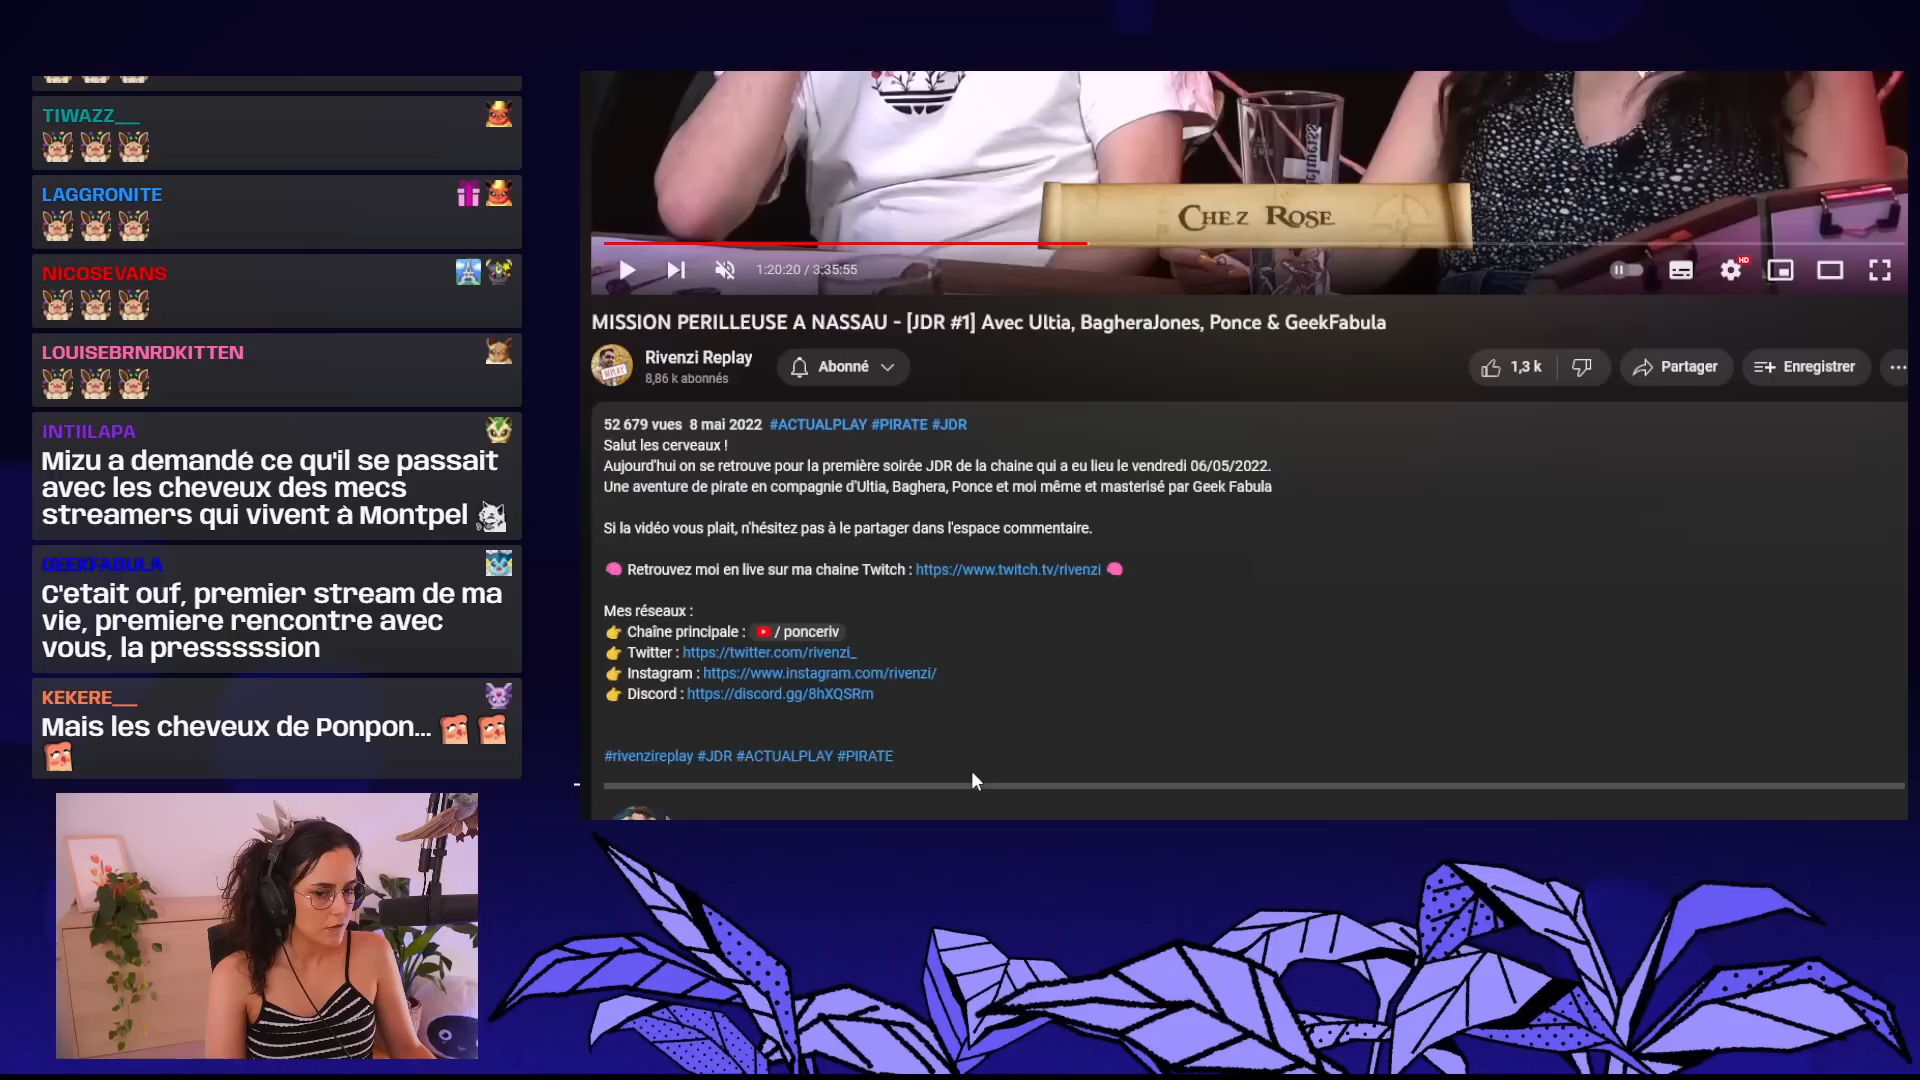 TIWAZZ__
LAGGRONITE
NICOSEVANS
LOUISEBRNRDKITTEN
INTIILAPA
Mizu a demandé ce qu'il se passait
avec les cheveux des mecs
streamers qui vivent à Montpel
GEEKFABULA
C'etait ouf, premier stream de ma
vie, premiere rencontre avec
vous, la presssssion
KEKERE__
Mais les cheveux de Ponpon...
CHEZ ROSE
1:20:20 / 3:35:55
HD
MISSION PERILLEUSE A NASSAU - [JDR #1] Avec Ultia, BagheraJones, Ponce & GeekFabula
REPLAY
Rivenzi Replay
8,86 k abonnés
Abonné
1,3 k
Partager
Enregistrer
52 679 vues 8 mai 2022 #ACTUALPLAY #PIRATE #JDR
Salut les cerveaux !
Aujourd'hui on se retrouve pour la première soirée JDR de la chaine qui a eu lieu le vendredi 06/05/2022.
Une aventure de pirate en compagnie d'Ultia, Baghera, Ponce et moi même et masterisé par Geek Fabula
Si la vidéo vous plait, n'hésitez pas à le partager dans l'espace commentaire.
Retrouvez moi en live sur ma chaine Twitch : https://www.twitch.tv/rivenzi
Mes réseaux :
Chaîne principale : / ponceriv
Twitter : https://twitter.com/rivenzi_
Instagram : https://www.instagram.com/rivenzi/
Discord : https://discord.gg/8hXQSRm
#rivenzireplay #JDR #ACTUALPLAY #PIRATE